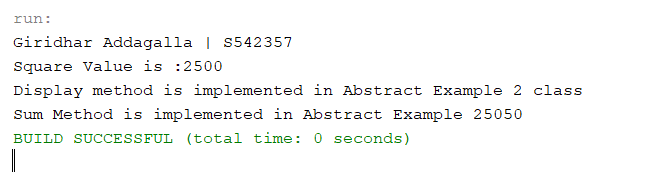 run:
Giridhar Addagalla | S542357
Square Value is :2500
Display method is implemented in Abstract Example 2 class
Sum Method is implemented in Abstract Example 25050
BUILD SUCCESSFUL (total time: 0 seconds)